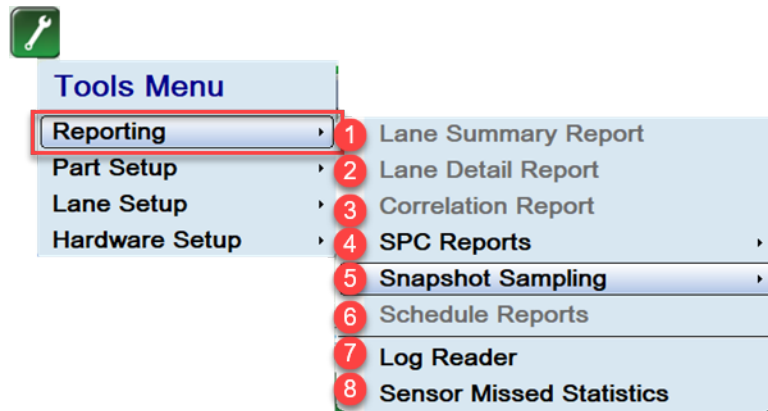 Tools Menu
Reporting
Part Setup
Lane Setup
Hardware Setup
1 Lane Summary Report
2 Lane Detail Report
3 Correlation Report
4 SPC Reports
5 Snapshot Sampling
6 Schedule Reports
7 Log Reader
8 Sensor Missed Statistics